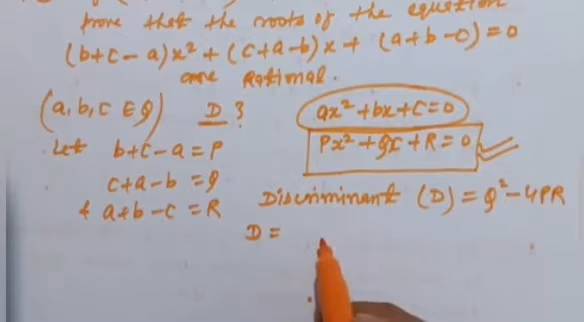 prove that the roots of the equation
(b+c-a)x² + (c+a-b)x + (a+b-c)=0
are Rational.
(a,b,c ∈ Q) D ?
ax²+bx+c=0
Let b+c-a = P
Px²+Qx+R=0
c+a-b = Q
Discriminant (D) = Q²-4PR
& a+b-c = R
D =